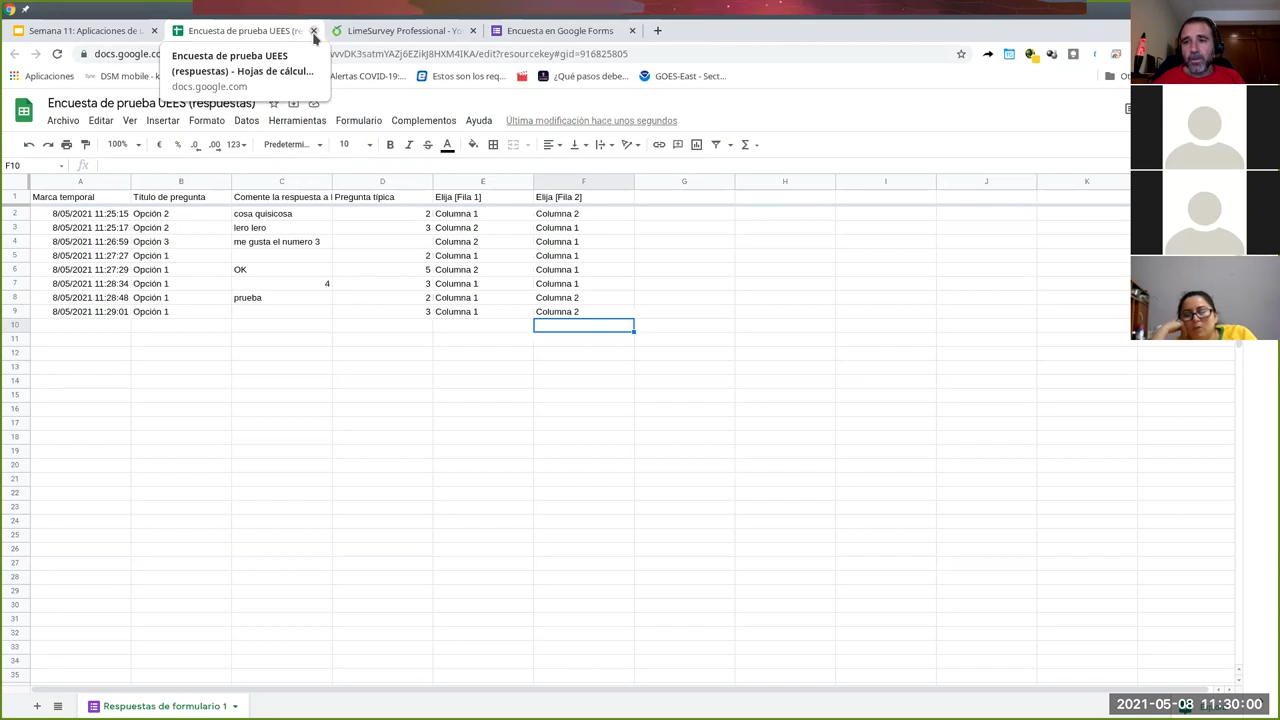 Semana 11: Aplicaciones de u
Encuesta de prueba UEES (re
LimeSurvey Professional - Yo
Encuesta en Google Forms
docs.google.co
vvDK3satmYAZj6EZikJ8HXM4IKA/edit?resourcekey#gid=916825805
Encuesta de prueba UEES
(respuestas) - Hojas de cálcul...
docs.google.com
Aplicaciones
DSM mobile - k
Alertas COVID-19:...
Estos son los req...
¿Qué pasos debe...
GOES-East - Sect...
Encuesta de prueba UEES (respuestas)
Archivo Editar Ver Insertar Formato Datos Herramientas Formulario Complementos Ayuda Última modificación hace unos segundos
100% € % .0 .00 123 Predetermi... 10 B I S A
F10 fx
A B C D E F G H I J K
1 Marca temporal Título de pregunta Comente la respuesta a l Pregunta típica Elija [Fila 1] Elija [Fila 2]
2 8/05/2021 11:25:15 Opción 2 cosa quisicosa 2 Columna 1 Columna 2
3 8/05/2021 11:25:17 Opción 2 lero lero 3 Columna 1 Columna 1
4 8/05/2021 11:26:59 Opción 3 me gusta el numero 3 Columna 2 Columna 1
5 8/05/2021 11:27:27 Opción 1 2 Columna 1 Columna 1
6 8/05/2021 11:27:29 Opción 1 OK 5 Columna 2 Columna 1
7 8/05/2021 11:28:34 Opción 1 4 3 Columna 1 Columna 1
8 8/05/2021 11:28:48 Opción 1 prueba 2 Columna 1 Columna 2
9 8/05/2021 11:29:01 Opción 1 3 Columna 1 Columna 2
10
11
12
13
14
15
16
17
18
19
20
21
22
23
24
25
26
27
28
29
30
31
32
33
34
35
Respuestas de formulario 1
2021-05-08 11:30:00